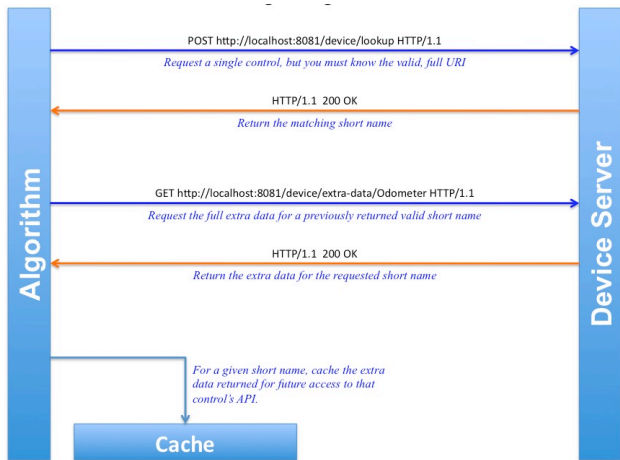 POST http://localhost:8081/device/lookup HTTP/1.1
Request a single control, but you must know the valid, full URI
HTTP/1.1 200 OK
Return the matching short name
GET http://localhost:8081/device/extra-data/Odometer HTTP/1.1
Request the full extra data for a previously returned valid short name
HTTP/1.1 200 OK
Return the extra data for the requested short name
Algorithm
Device Server
For a given short name, cache the extra
data returned for future access to that
control's API.
Cache